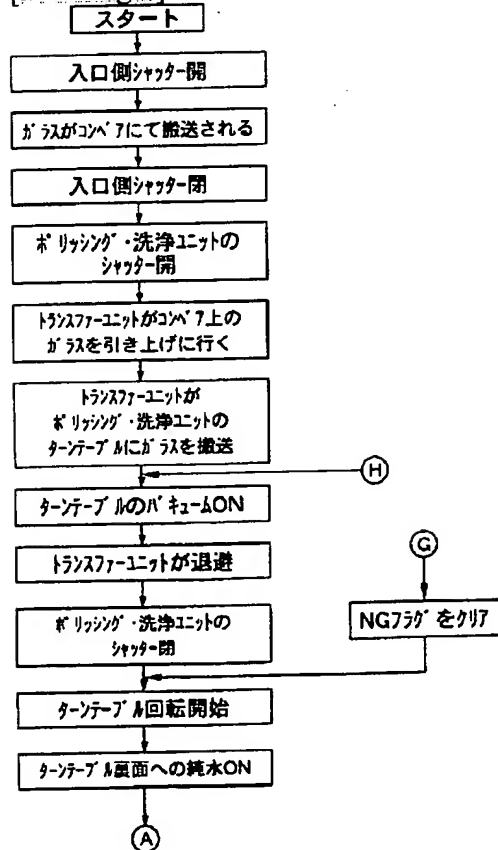 スタート
入口側シャッター開
ガラスがコンベアにて搬送される
入口側シャッター閉
ポリッシング・洗浄ユニットの
シャッター開
トランスファーユニットがコンベア上の
ガラスを引き上げに行く
トランスファーユニットが
ポリッシング・洗浄ユニットの
ターンテーブルにガラスを搬送
H
ターンテーブルのバキュームON
G
トランスファーユニットが退避
ポリッシング・洗浄ユニットの
シャッター閉
NGフラグをクリア
ターンテーブル回転開始
ターンテーブル裏面への純水ON
A